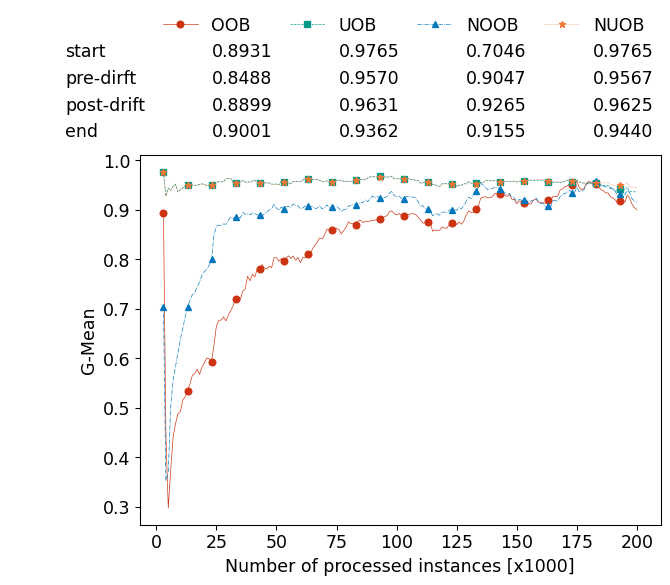 OOB UOB NOOB NUOB
start 0.8931 0.9765 0.7046 0.9765
pre-dirft 0.8488 0.9570 0.9047 0.9567
post-drift 0.8899 0.9631 0.9265 0.9625
end 0.9001 0.9362 0.9155 0.9440
1.0
0.9
0.8
0.7
0.6
0.5
0.4
0.3
G-Mean
0 25 50 75 100 125 150 175 200
Number of processed instances [x1000]